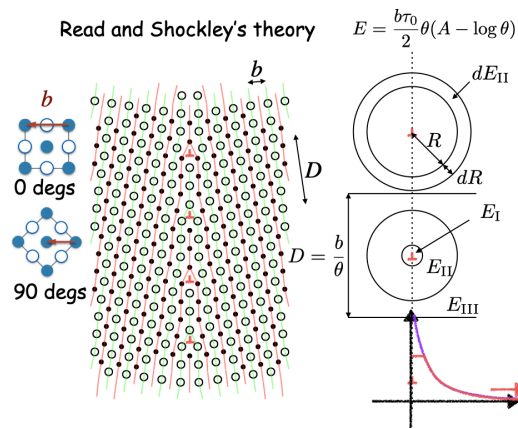 Read and Shockley's theory
E = bτ₀/2 θ(A − log θ)
b
0 degs
90 degs
b
D
D = b/θ
dE_II
R
dR
E_I
E_II
E_III